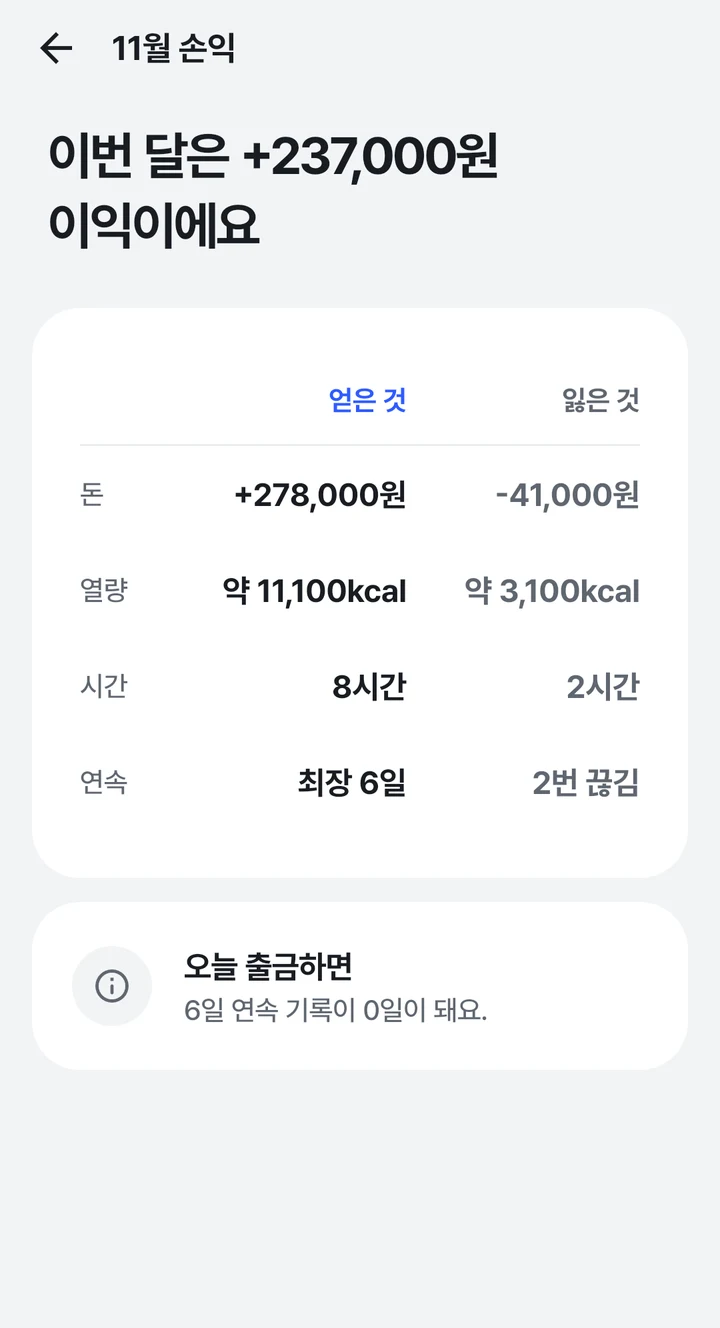 11월 손익
이번 달은 +237,000원
이익이에요
얻은 것 잃은 것
돈 +278,000원 -41,000원
열량 약 11,100kcal 약 3,100kcal
시간 8시간 2시간
연속 최장 6일 2번 끊김
오늘 출금하면
6일 연속 기록이 0일이 돼요.